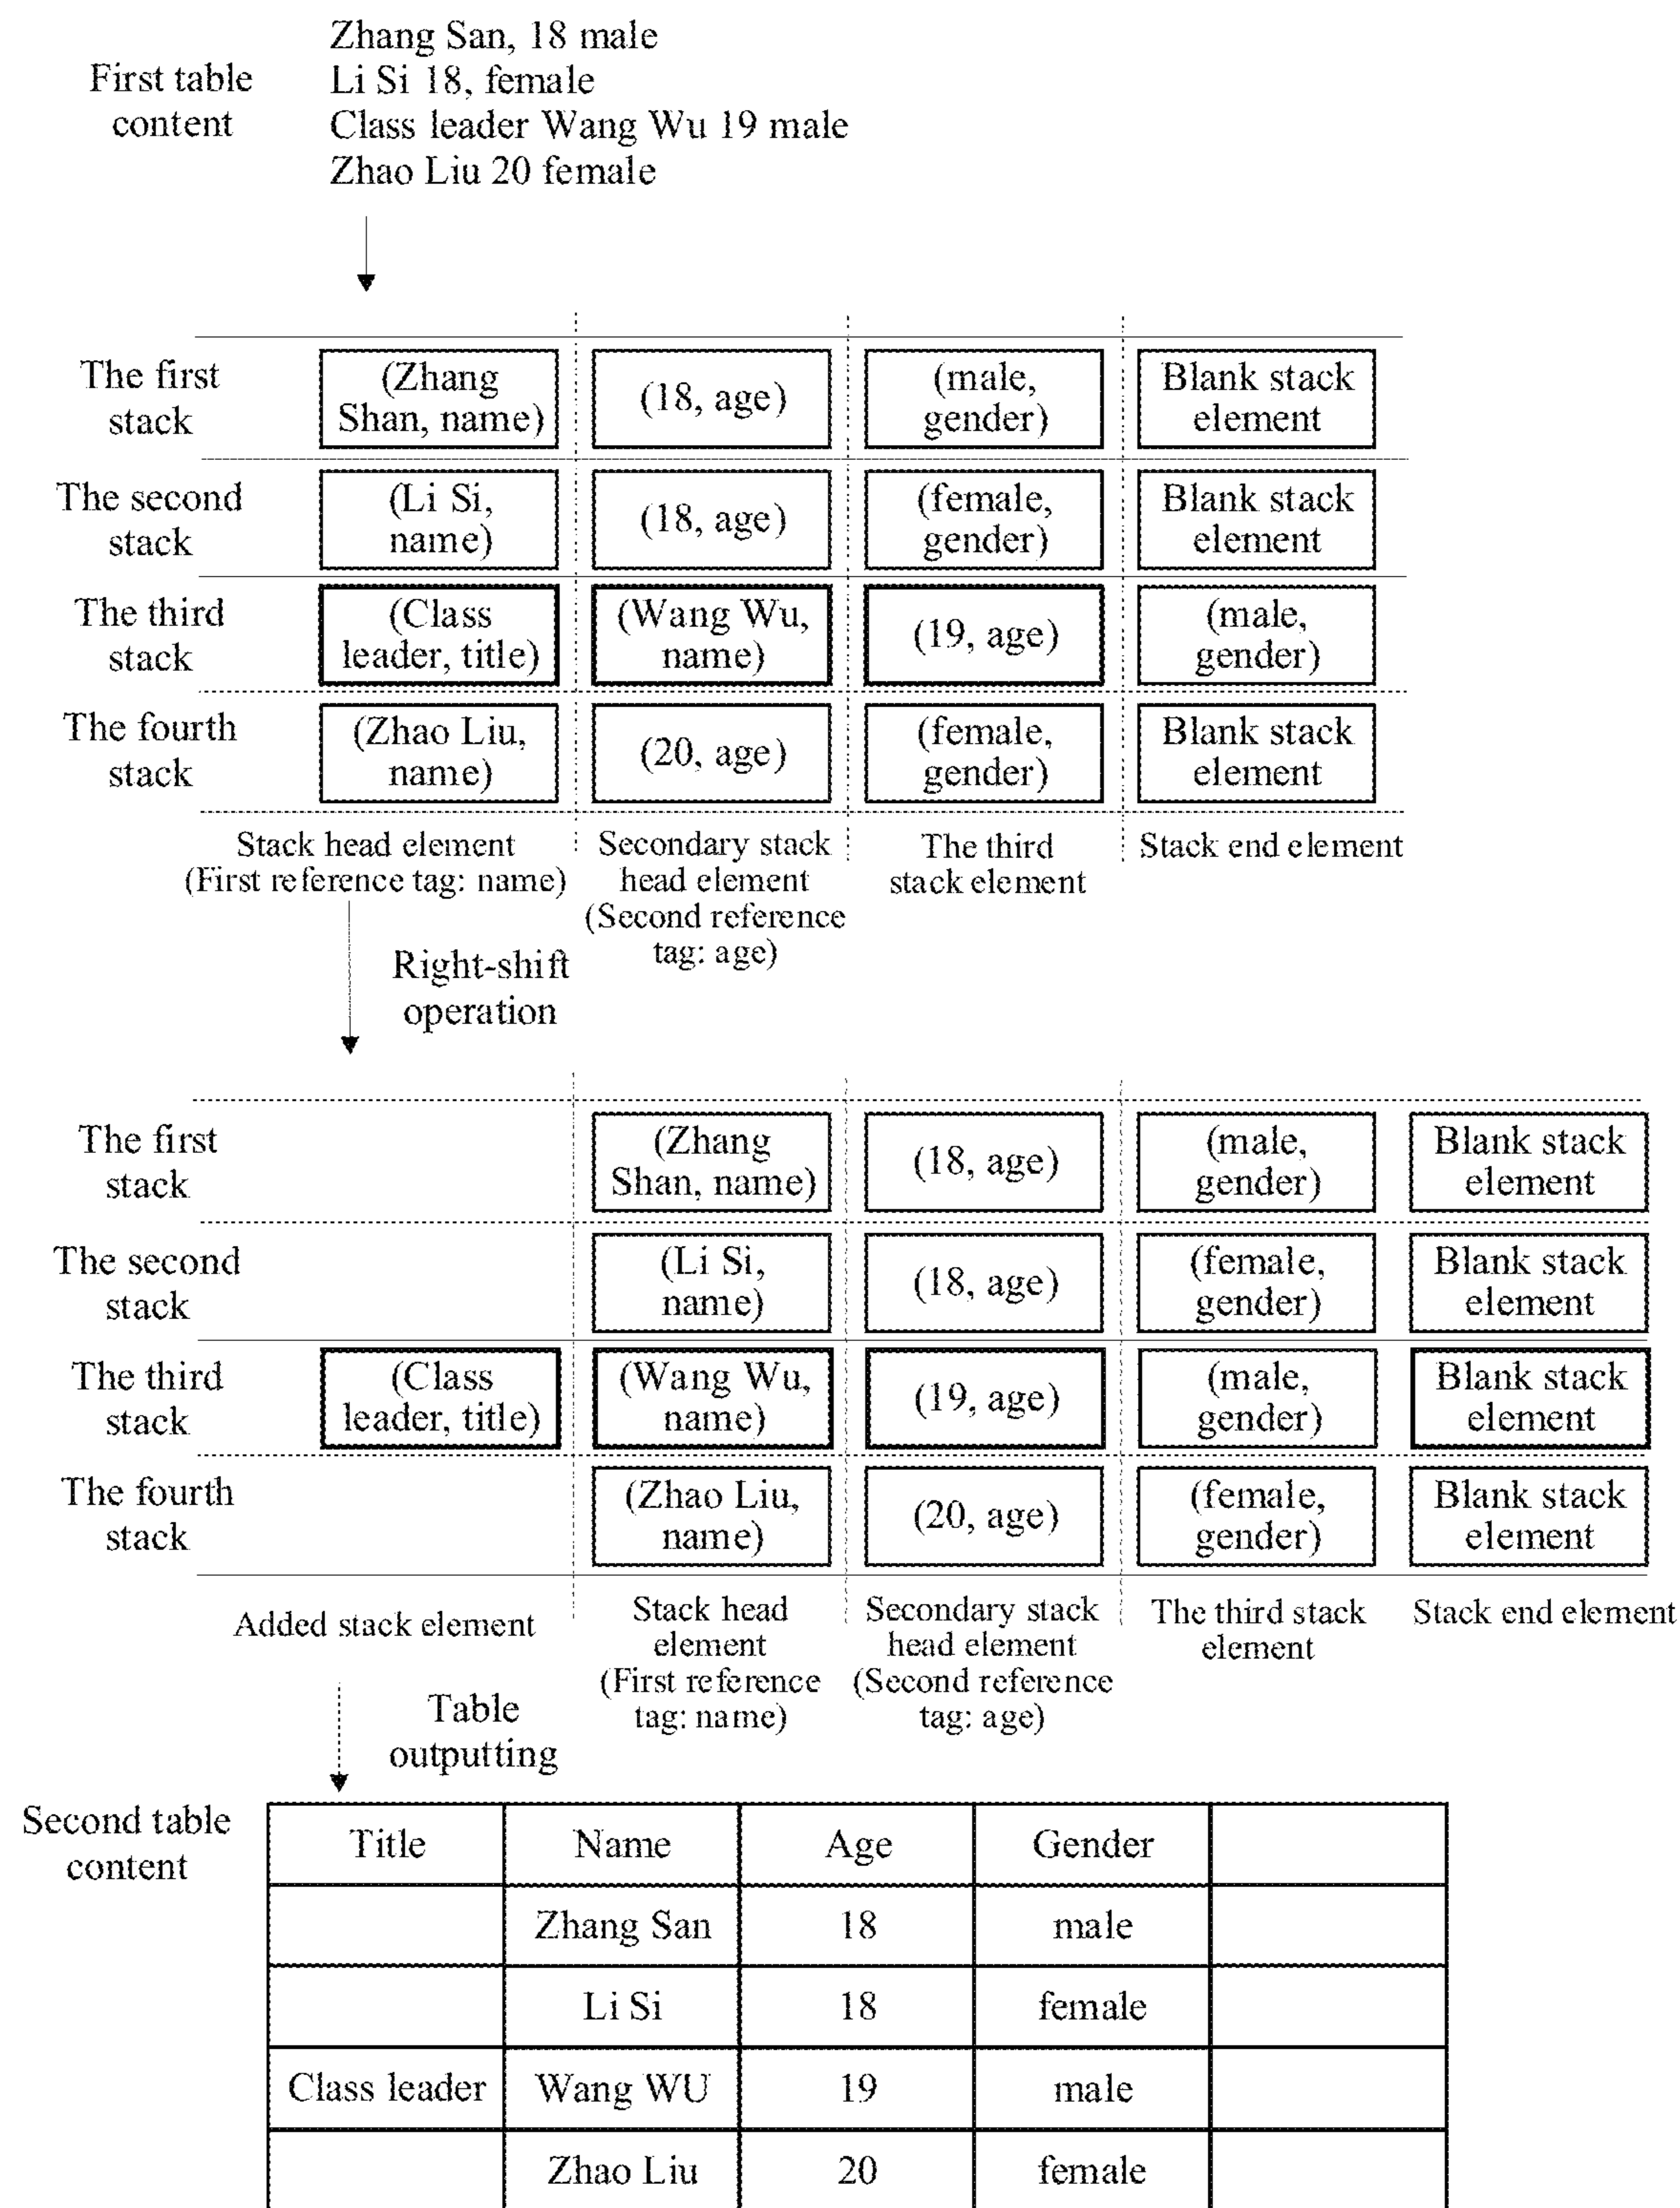 First table
content
Zhang San, 18 male
Li Si 18, female
Class leader Wang Wu 19 male
Zhao Liu 20 female
The first
stack
(Zhang
Shan, name)
(18, age)
(male,
gender)
Blank stack
element
The second
stack
(Li Si,
name)
(18, age)
(female,
gender)
Blank stack
element
The third
stack
(Class
leader, title)
(Wang Wu,
name)
(19, age)
(male,
gender)
The fourth
stack
(Zhao Liu,
name)
(20, age)
(female,
gender)
Blank stack
element
Stack head element
(First reference tag: name)
Secondary stack
head element
(Second reference
tag: age)
The third
stack element
Stack end element
Right-shift
operation
The first
stack
(Zhang
Shan, name)
(18, age)
(male,
gender)
Blank stack
element
The second
stack
(Li Si,
name)
(18, age)
(female,
gender)
Blank stack
element
The third
stack
(Class
leader, title)
(Wang Wu,
name)
(19, age)
(male,
gender)
Blank stack
element
The fourth
stack
(Zhao Liu,
name)
(20, age)
(female,
gender)
Blank stack
element
Added stack element
Stack head
element
(First reference
tag: name)
Secondary stack
head element
(Second reference
tag: age)
The third stack
element
Stack end element
Table
outputting
Second table
content
Title Name Age Gender
Zhang San 18 male
Li Si 18 female
Class leader Wang WU 19 male
Zhao Liu 20 female